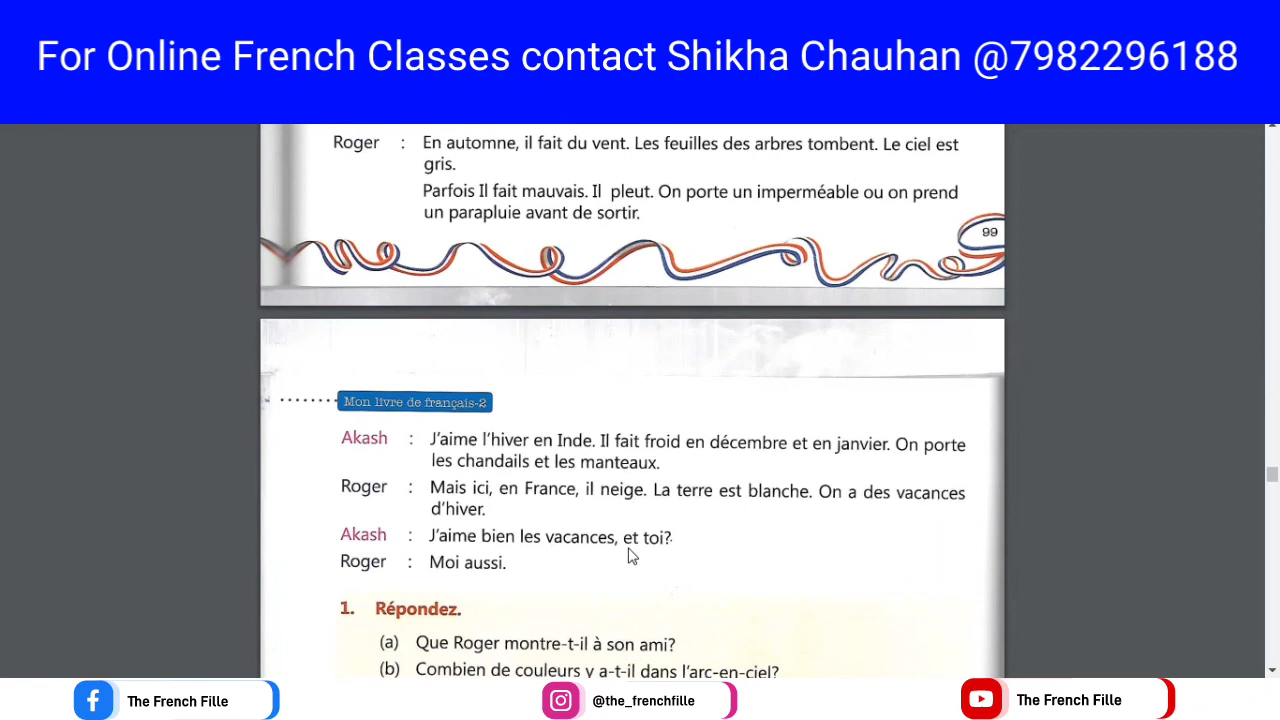 For Online French Classes contact Shikha Chauhan @7982296188
Roger : En automne, il fait du vent. Les feuilles des arbres tombent. Le ciel est
gris.
Parfois Il fait mauvais. Il pleut. On porte un imperméable ou on prend
un parapluie avant de sortir.
99
Mon livre de français-2
Akash : J'aime l'hiver en Inde. Il fait froid en décembre et en janvier. On porte
les chandails et les manteaux.
Roger : Mais ici, en France, il neige. La terre est blanche. On a des vacances
d'hiver.
Akash : J'aime bien les vacances, et toi?
Roger : Moi aussi.
1. Répondez.
(a) Que Roger montre-t-il à son ami?
(b) Combien de couleurs y a-t-il dans l'arc-en-ciel?
The French Fille
@the_frenchfille
The French Fille